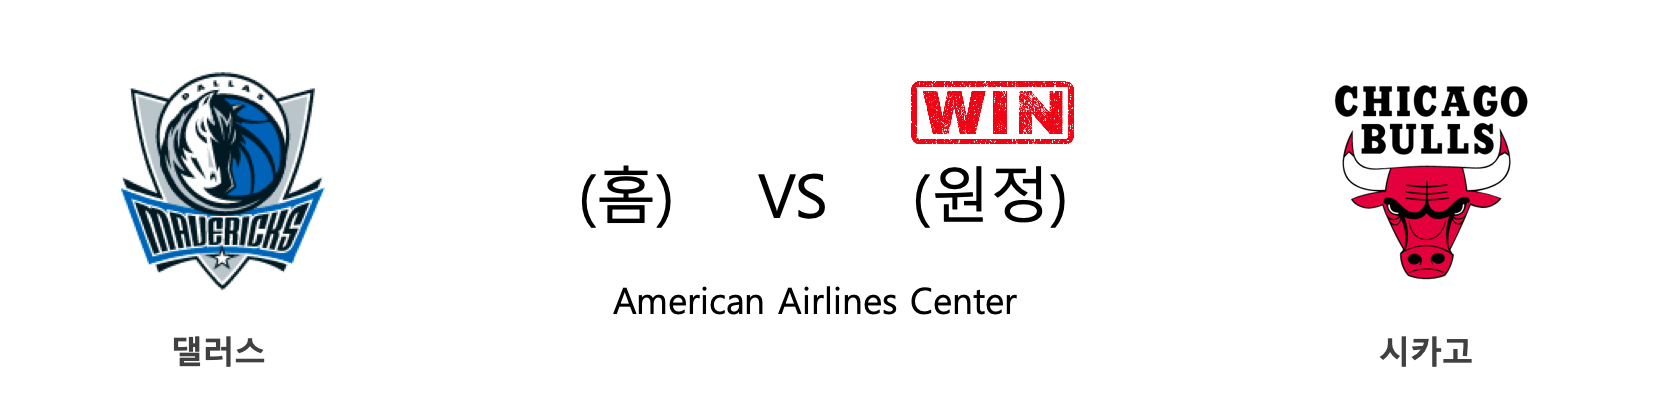 DALLAS
MAVERICKS
댈러스
WIN
(홈) VS (원정)
American Airlines Center
CHICAGO
BULLS
시카고